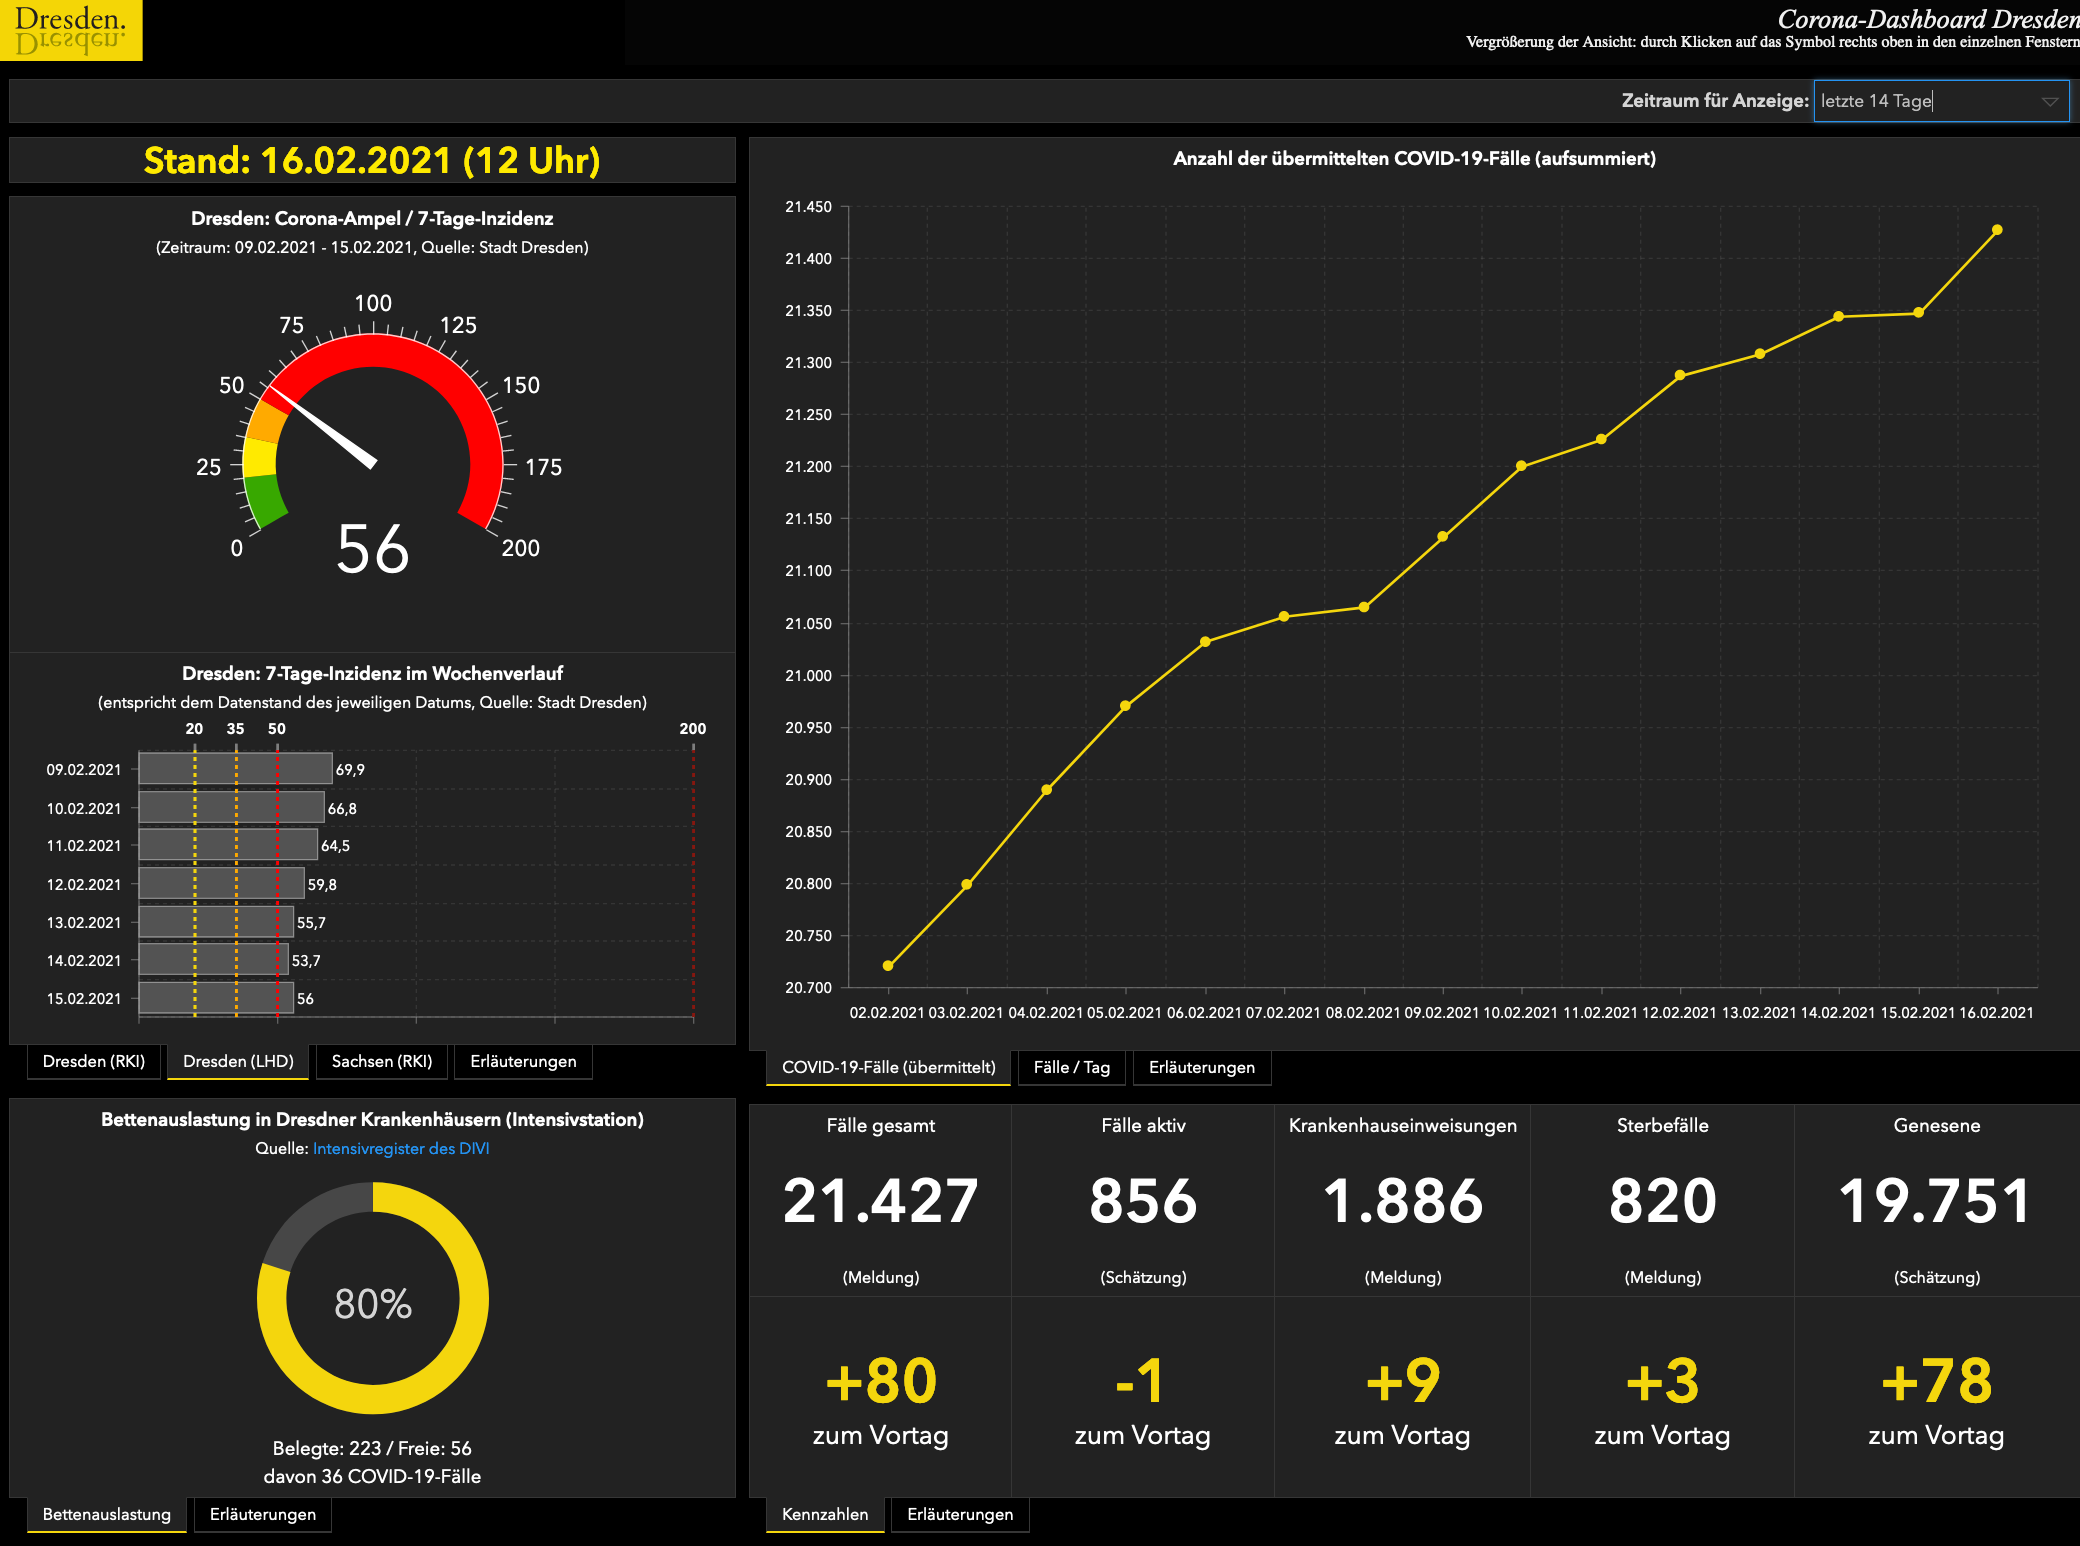 Dresden.
Dresden.
Corona-Dashboard Dresden
Vergrößerung der Ansicht: durch Klicken auf das Symbol rechts oben in den einzelnen Fenstern
Zeitraum für Anzeige: letzte 14 Tage
Stand: 16.02.2021 (12 Uhr)
Dresden: Corona-Ampel / 7-Tage-Inzidenz
(Zeitraum: 09.02.2021 - 15.02.2021, Quelle: Stadt Dresden)
0
25
50
75
100
125
150
175
200
56
Dresden: 7-Tage-Inzidenz im Wochenverlauf
(entspricht dem Datenstand des jeweiligen Datums, Quelle: Stadt Dresden)
20 35 50 200
09.02.2021 69,9
10.02.2021 66,8
11.02.2021 64,5
12.02.2021 59,8
13.02.2021 55,7
14.02.2021 53,7
15.02.2021 56
Dresden (RKI) Dresden (LHD) Sachsen (RKI) Erläuterungen
Anzahl der übermittelten COVID-19-Fälle (aufsummiert)
21.450
21.400
21.350
21.300
21.250
21.200
21.150
21.100
21.050
21.000
20.950
20.900
20.850
20.800
20.750
20.700
02.02.2021 03.02.2021 04.02.2021 05.02.2021 06.02.2021 07.02.2021 08.02.2021 09.02.2021 10.02.2021 11.02.2021 12.02.2021 13.02.2021 14.02.2021 15.02.2021 16.02.2021
COVID-19-Fälle (übermittelt) Fälle / Tag Erläuterungen
Bettenauslastung in Dresdner Krankenhäusern (Intensivstation)
Quelle: Intensivregister des DIVI
80%
Belegte: 223 / Freie: 56
davon 36 COVID-19-Fälle
Bettenauslastung Erläuterungen
Fälle gesamt Fälle aktiv Krankenhauseinweisungen Sterbefälle Genesene
21.427 856 1.886 820 19.751
(Meldung) (Schätzung) (Meldung) (Meldung) (Schätzung)
+80 -1 +9 +3 +78
zum Vortag zum Vortag zum Vortag zum Vortag zum Vortag
Kennzahlen Erläuterungen